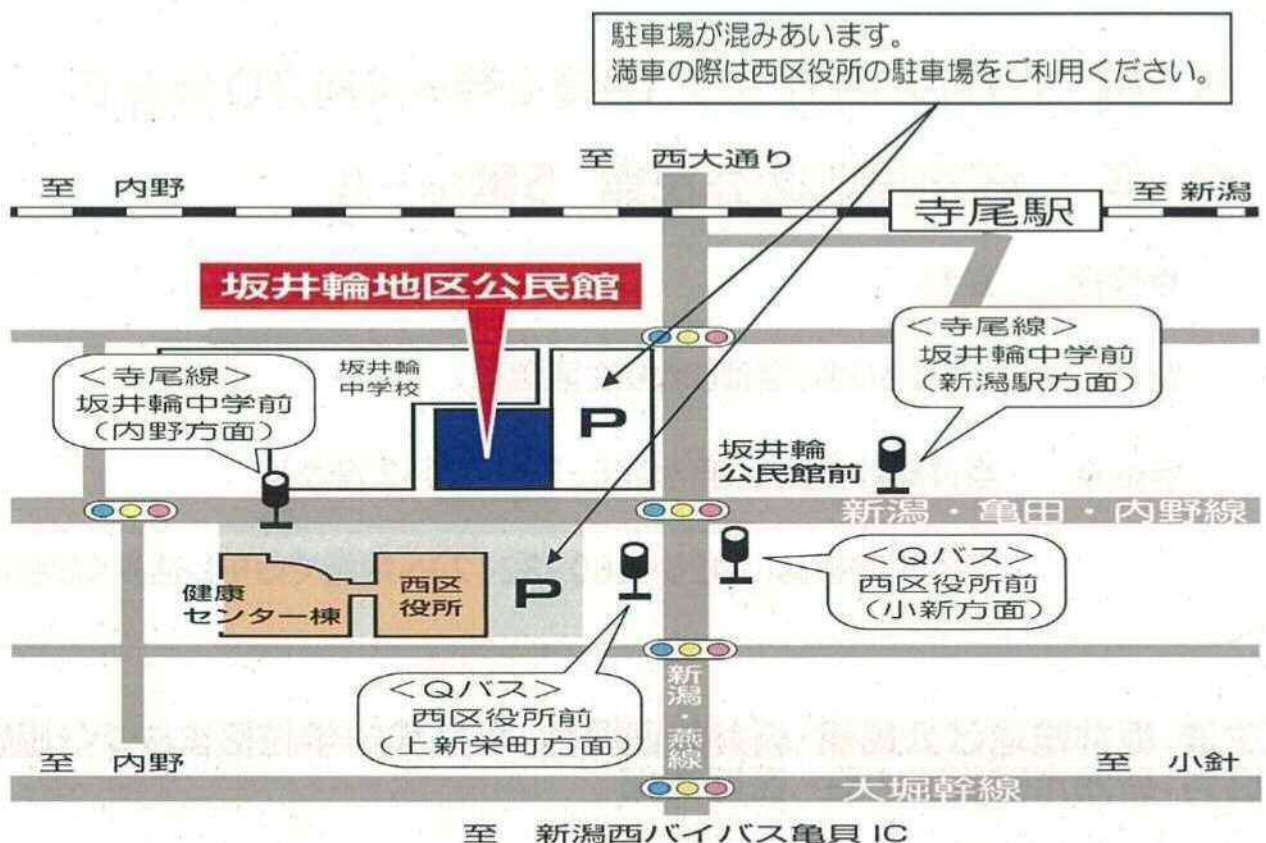 駐車場が混みあいます。
満車の際は西区役所の駐車場をご利用ください。
至 西大通り
至 内野
至 新潟
寺尾駅
坂井輪地区公民館
坂井輪
中学校
<寺尾線>
坂井輪中学前
(内野方面)
P
<寺尾線>
坂井輪中学前
(新潟駅方面)
坂井輪
公民館前
新潟・亀田・内野線
健康
センター棟
西区
役所
P
<Qバス>
西区役所前
(小新方面)
<Qバス>
西区役所前
(上新栄町方面)
新潟・燕線
至 内野
至 小針
大堀幹線
至 新潟西バイパス亀貝IC